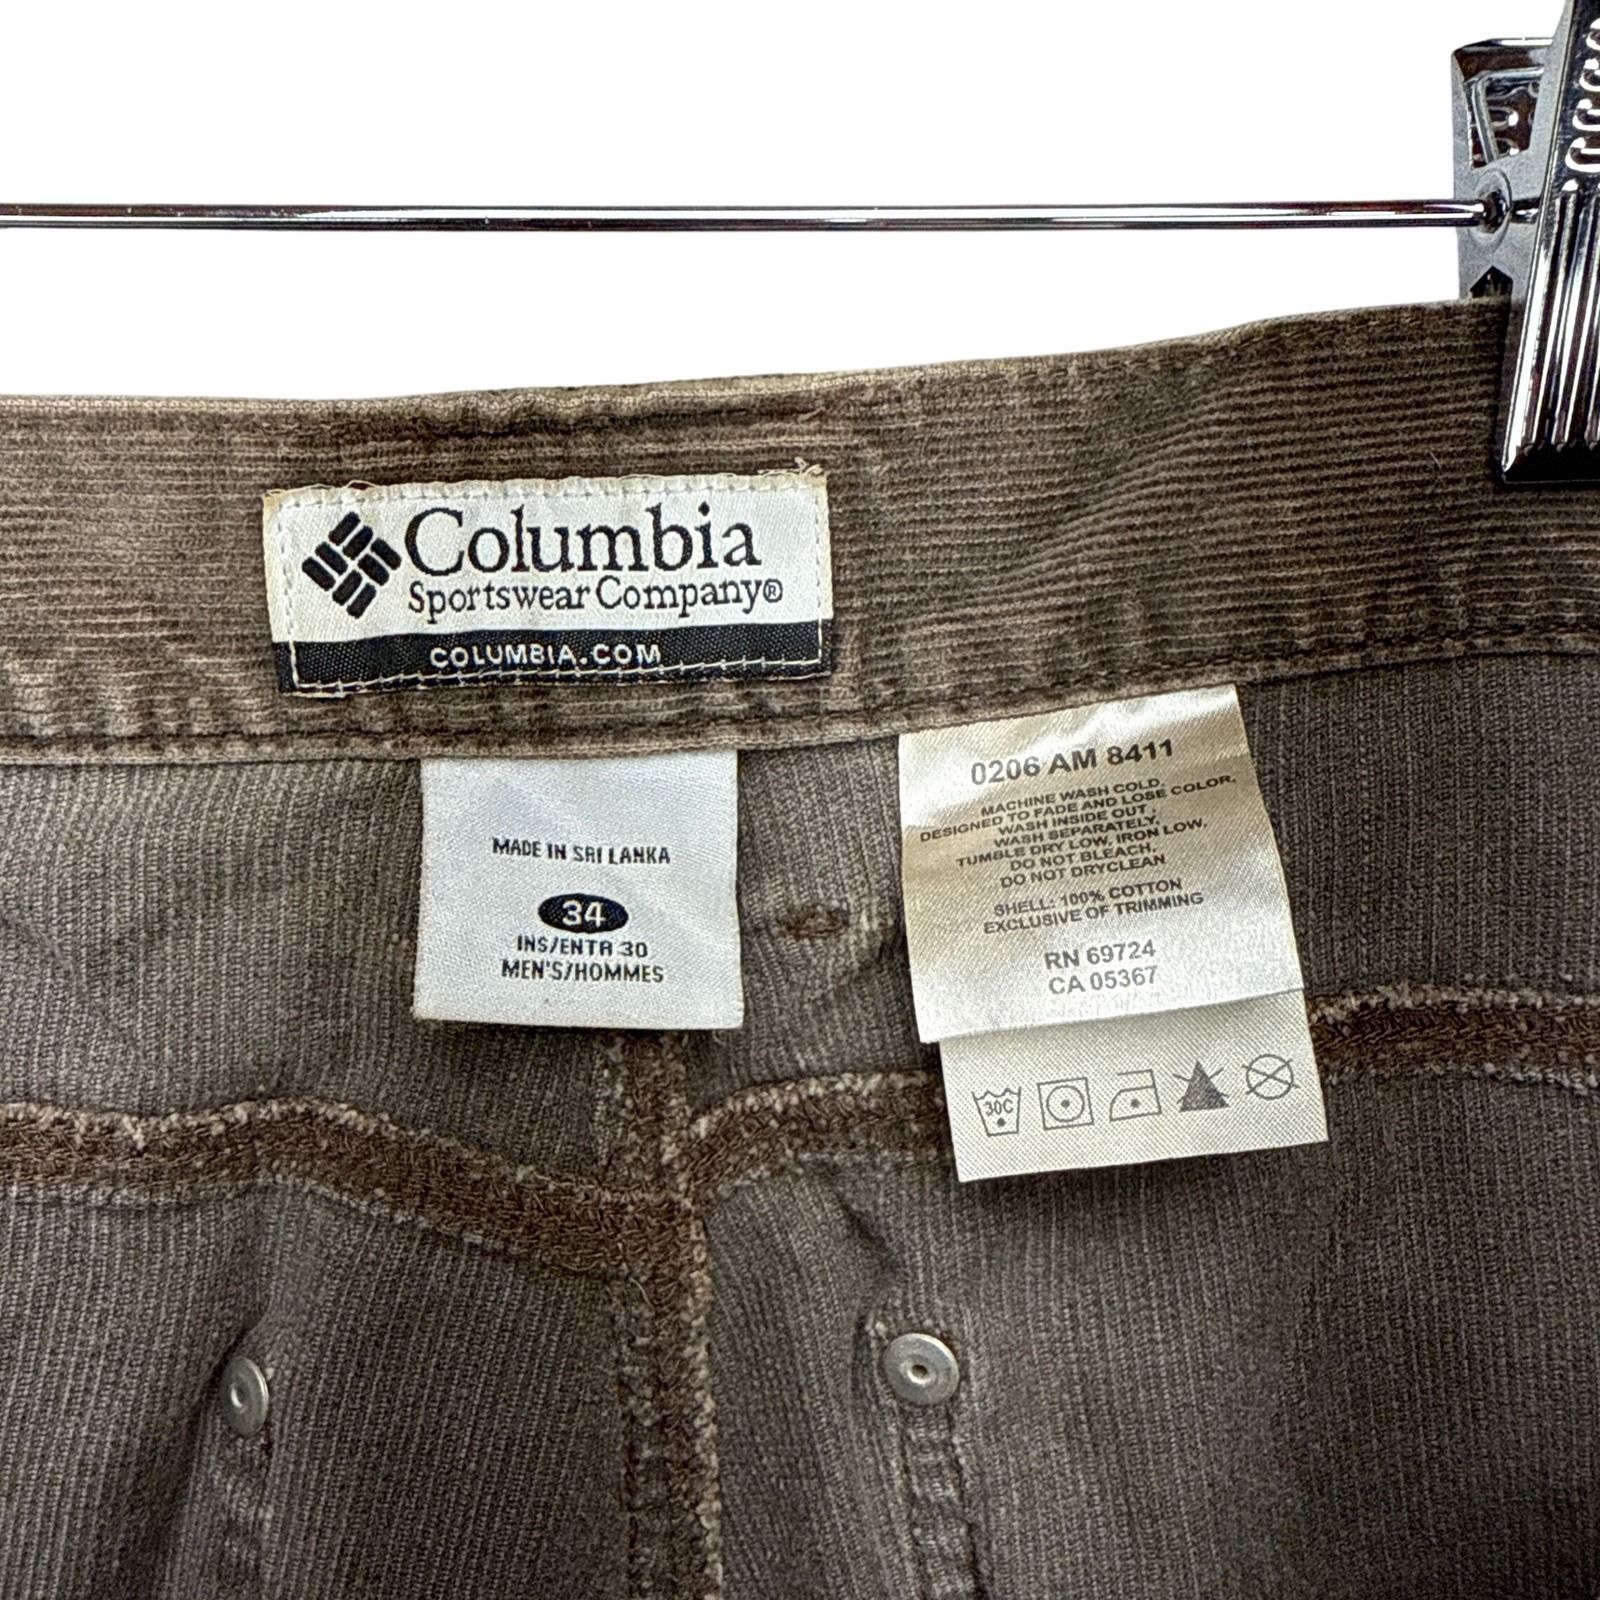 Columbia
Sportswear Company®
COLUMBIA.COM
MADE IN SRI LANKA
34
INS/ENTR 30
MEN'S/HOMMES
0206 AM 8411
MACHINE WASH COLD,
DESIGNED TO FADE AND LOSE COLOR,
WASH INSIDE OUT,
WASH SEPARATELY,
TUMBLE DRY LOW, IRON LOW,
DO NOT BLEACH,
DO NOT DRYCLEAN
SHELL: 100% COTTON
EXCLUSIVE OF TRIMMING
RN 69724
CA 05367
30C